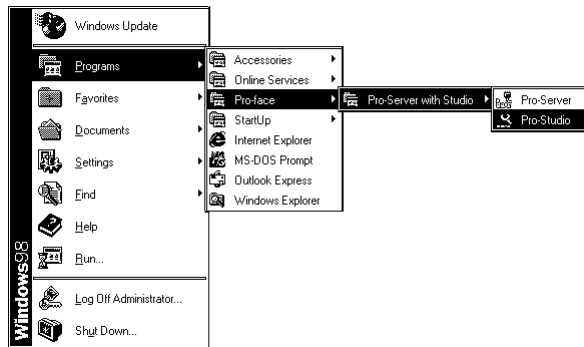 Windows Update
Programs
Favorites
Documents
Settings
Find
Help
Run...
Log Off Administrator...
Shut Down...
Windows98
Accessories
Online Services
Pro-face
StartUp
Internet Explorer
MS-DOS Prompt
Outlook Express
Windows Explorer
Pro-Server with Studio
Pro-Server
Pro-Studio